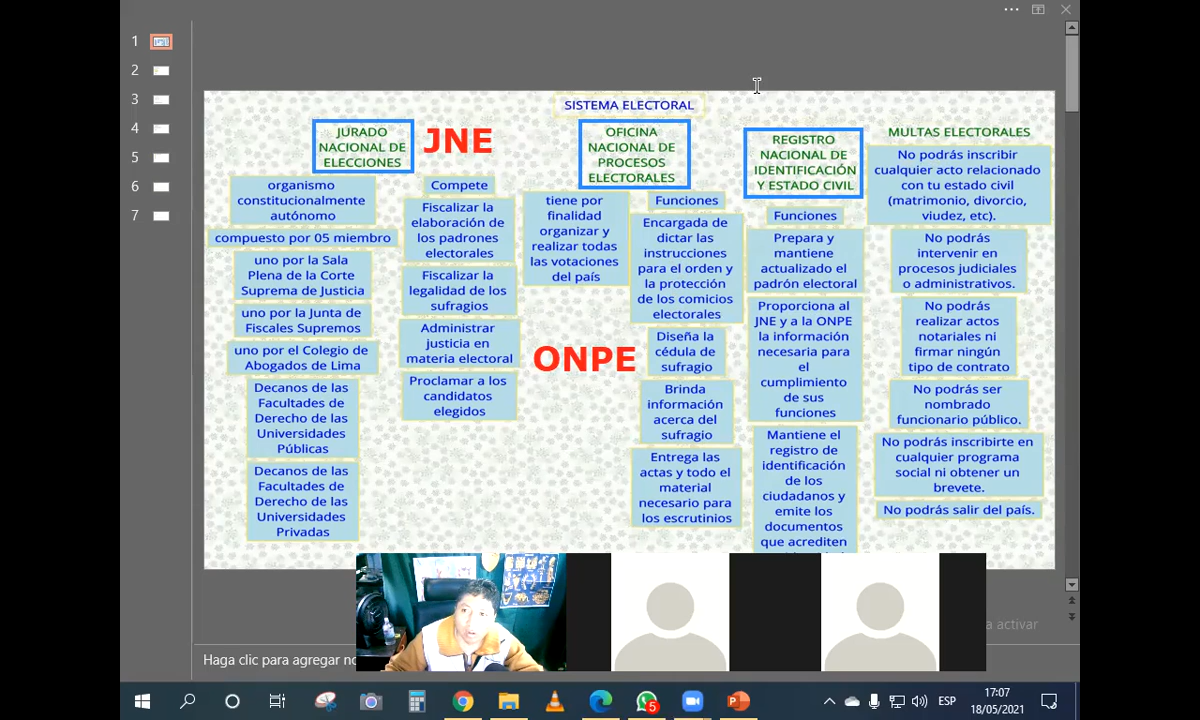 1
2
3
4
5
6
7
SISTEMA ELECTORAL
JURADO
NACIONAL DE
ELECCIONES
JNE
organismo
constitucionalmente
autónomo
compuesto por 05 miembro
uno por la Sala
Plena de la Corte
Suprema de Justicia
uno por la Junta de
Fiscales Supremos
uno por el Colegio de
Abogados de Lima
Decanos de las
Facultades de
Derecho de las
Universidades
Públicas
Decanos de las
Facultades de
Derecho de las
Universidades
Privadas
Compete
Fiscalizar la
elaboración de
los padrones
electorales
Fiscalizar la
legalidad de los
sufragios
Administrar
justicia en
materia electoral
Proclamar a los
candidatos
elegidos
OFICINA
NACIONAL DE
PROCESOS
ELECTORALES
tiene por
finalidad
organizar y
realizar todas
las votaciones
del país
ONPE
Funciones
Encargada de
dictar las
instrucciones
para el orden y
la protección
de los comicios
electorales
Diseña la
cédula de
sufragio
Brinda
información
acerca del
sufragio
Entrega las
actas y todo el
material
necesario para
los escrutinios
REGISTRO
NACIONAL DE
IDENTIFICACIÓN
Y ESTADO CIVIL
Funciones
Prepara y
mantiene
actualizado el
padrón electoral
Proporciona al
JNE y a la ONPE
la información
necesaria para
el
cumplimiento
de sus
funciones
Mantiene el
registro de
identificación
de los
ciudadanos y
emite los
documentos
que acrediten
MULTAS ELECTORALES
No podrás inscribir
cualquier acto relacionado
con tu estado civil
(matrimonio, divorcio,
viudez, etc).
No podrás
intervenir en
procesos judiciales
o administrativos.
No podrás
realizar actos
notariales ni
firmar ningún
tipo de contrato
No podrás ser
nombrado
funcionario público.
No podrás inscribirte en
cualquier programa
social ni obtener un
brevete.
No podrás salir del país.
a activar
Haga clic para agregar no
5
ESP
17:07
18/05/2021